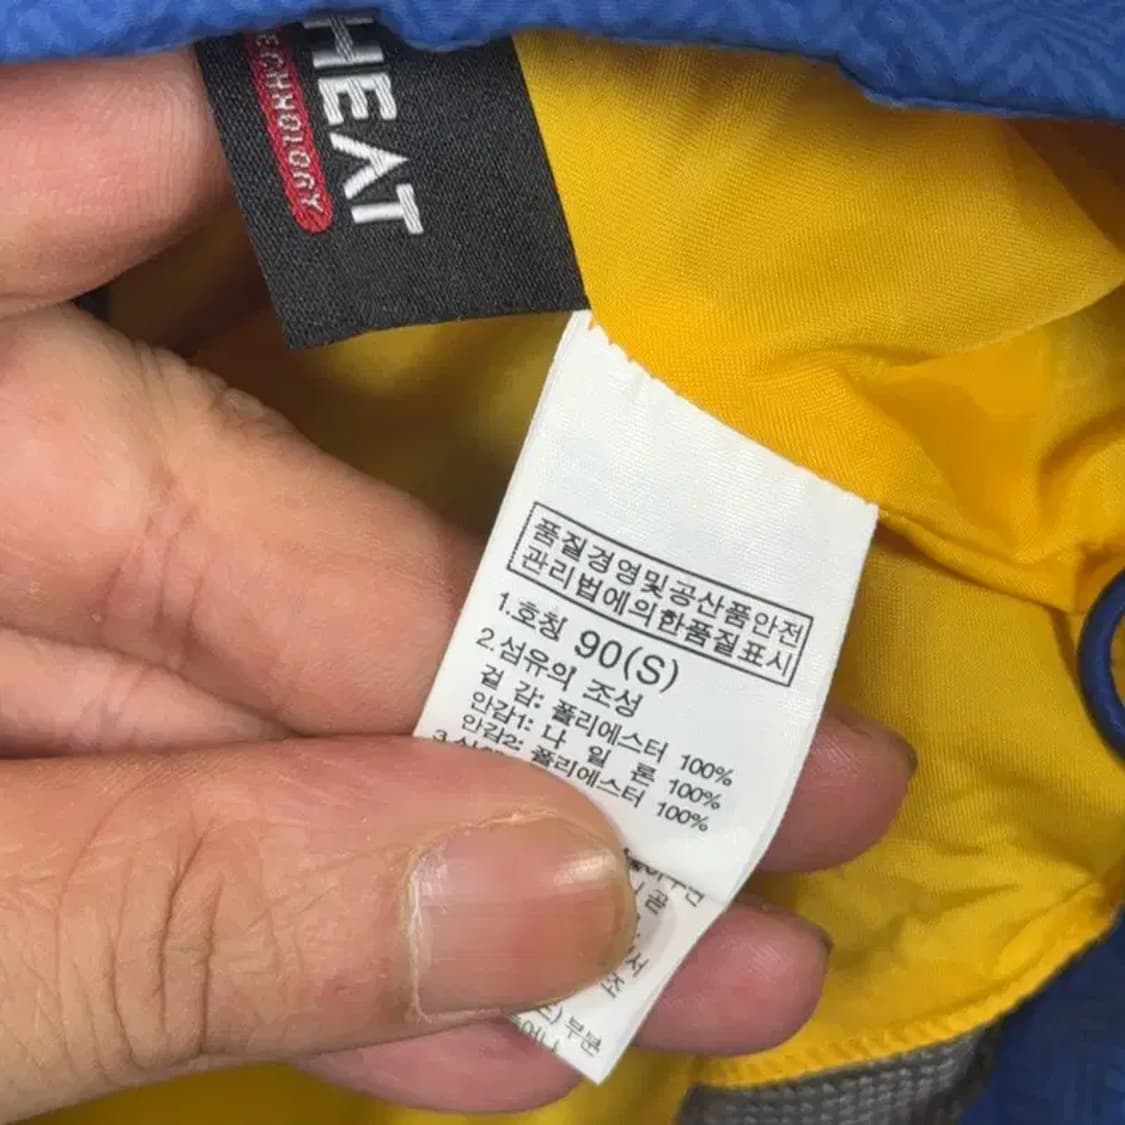 HEAT
품질경영및공산품안전
관리법에의한품질표시
1.호칭 90(S)
2.섬유의 조성
겉 감: 폴리에스터 100%
안감1: 나 일 론 100%
안감2: 폴리에스터 100%
부분